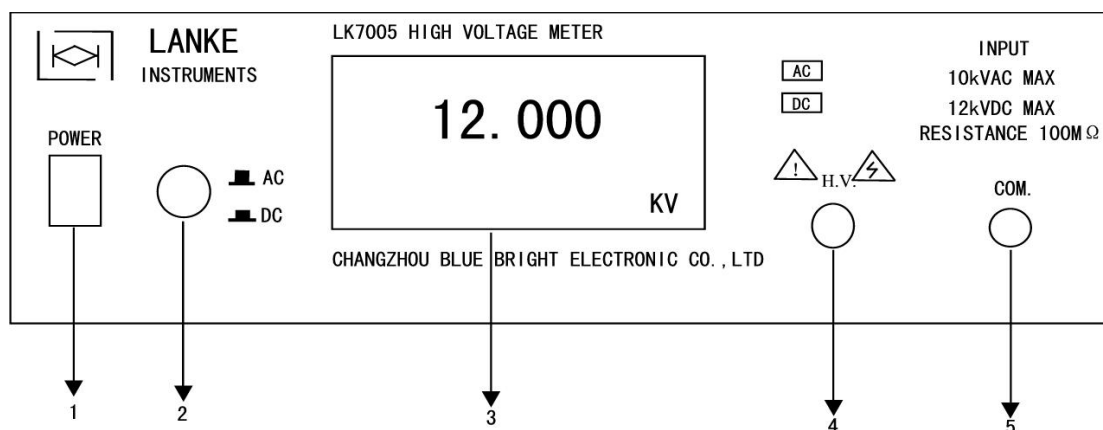 LANKE
INSTRUMENTS
POWER
AC
DC
LK7005 HIGH VOLTAGE METER
12.000
KV
CHANGZHOU BLUE BRIGHT ELECTRONIC CO.,LTD
AC
DC
INPUT
10kVAC MAX
12kVDC MAX
RESISTANCE 100MΩ
! H.V.
COM.
1
2
3
4
5